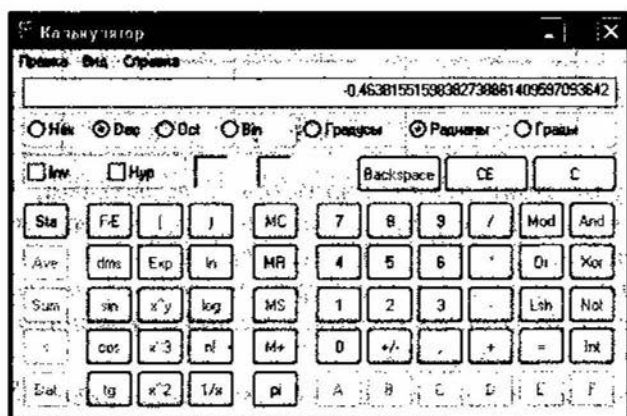 Калькулятор
Правка Вид Справка
-0,46381551598382738881409597093642
Hex Dec Oct Bin Градусы Радианы Грады
Inv Hyp Backspace CE C
Sta F-E ( ) MC 7 8 9 / Mod And
Ave dms Exp ln MR 4 5 6 * Or Xor
Sum sin x^y log MS 1 2 3 - Lsh Not
s cos x^3 n! M+ 0 +/- , + = Int
Dat tg x^2 1/x pi A B C D E F